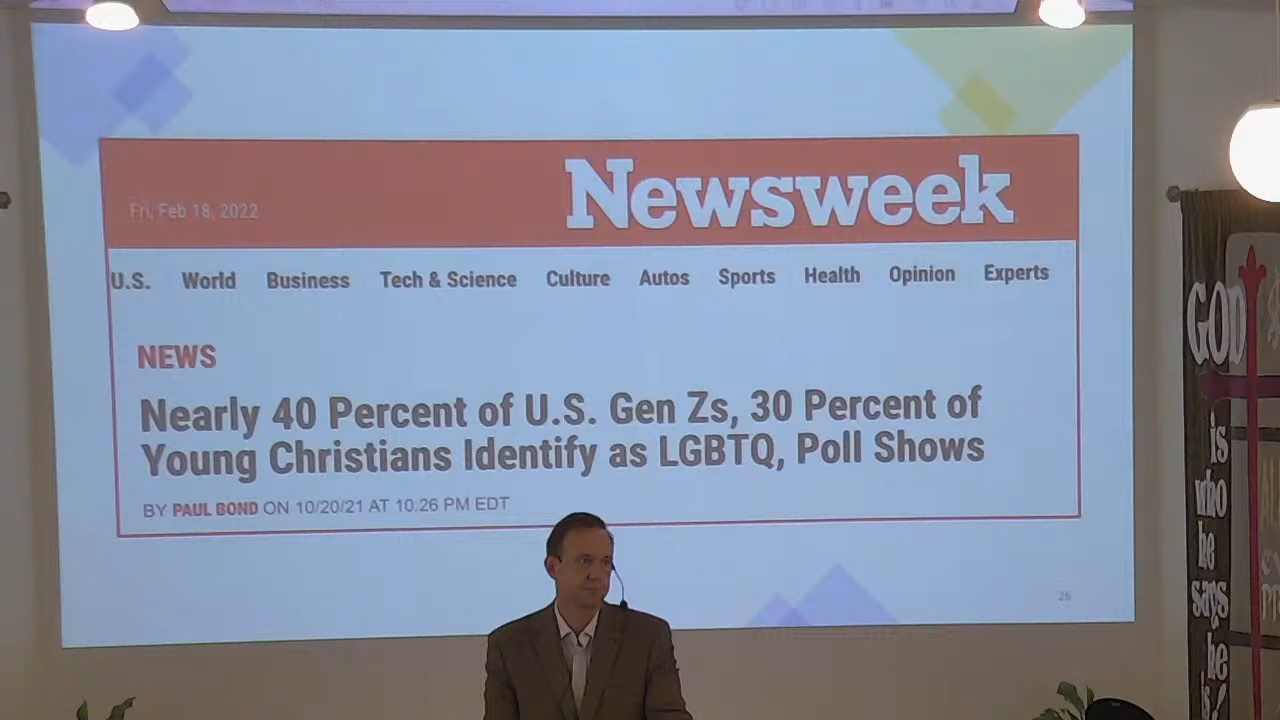 Fri, Feb 18, 2022
Newsweek
U.S. World Business Tech & Science Culture Autos Sports Health Opinion Experts
NEWS
Nearly 40 Percent of U.S. Gen Zs, 30 Percent of
Young Christians Identify as LGBTQ, Poll Shows
BY PAUL BOND ON 10/20/21 AT 10:26 PM EDT
26
GOD
is
who
he
says
he
is!